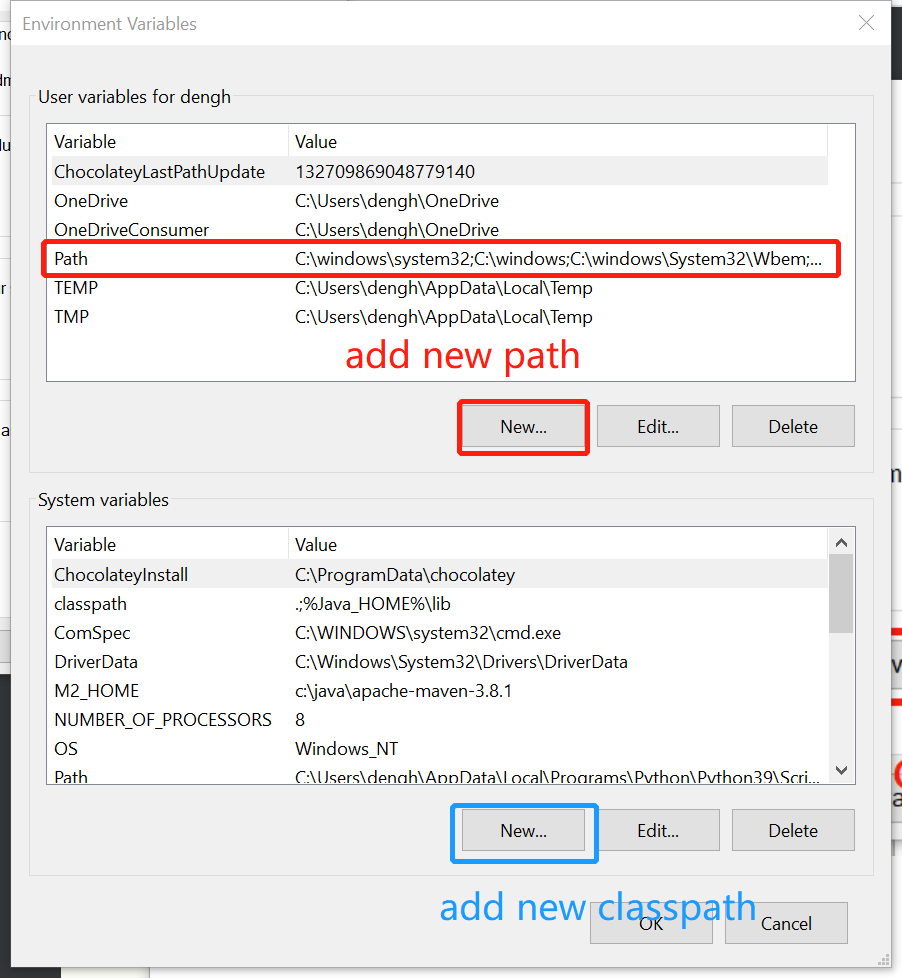 Environment Variables
User variables for dengh
Variable Value
ChocolateyLastPathUpdate 132709869048779140
OneDrive C:\Users\dengh\OneDrive
OneDriveConsumer C:\Users\dengh\OneDrive
Path C:\windows\system32;C:\windows;C:\windows\System32\Wbem;...
TEMP C:\Users\dengh\AppData\Local\Temp
TMP C:\Users\dengh\AppData\Local\Temp
add new path
New... Edit... Delete
System variables
Variable Value
ChocolateyInstall C:\ProgramData\chocolatey
classpath .;%Java_HOME%\lib
ComSpec C:\WINDOWS\system32\cmd.exe
DriverData C:\Windows\System32\Drivers\DriverData
M2_HOME c:\java\apache-maven-3.8.1
NUMBER_OF_PROCESSORS 8
OS Windows_NT
Path C:\Users\dengh\AppData\Local\Programs\Python\Python39\Scri...
New... Edit... Delete
add new classpath
OK Cancel